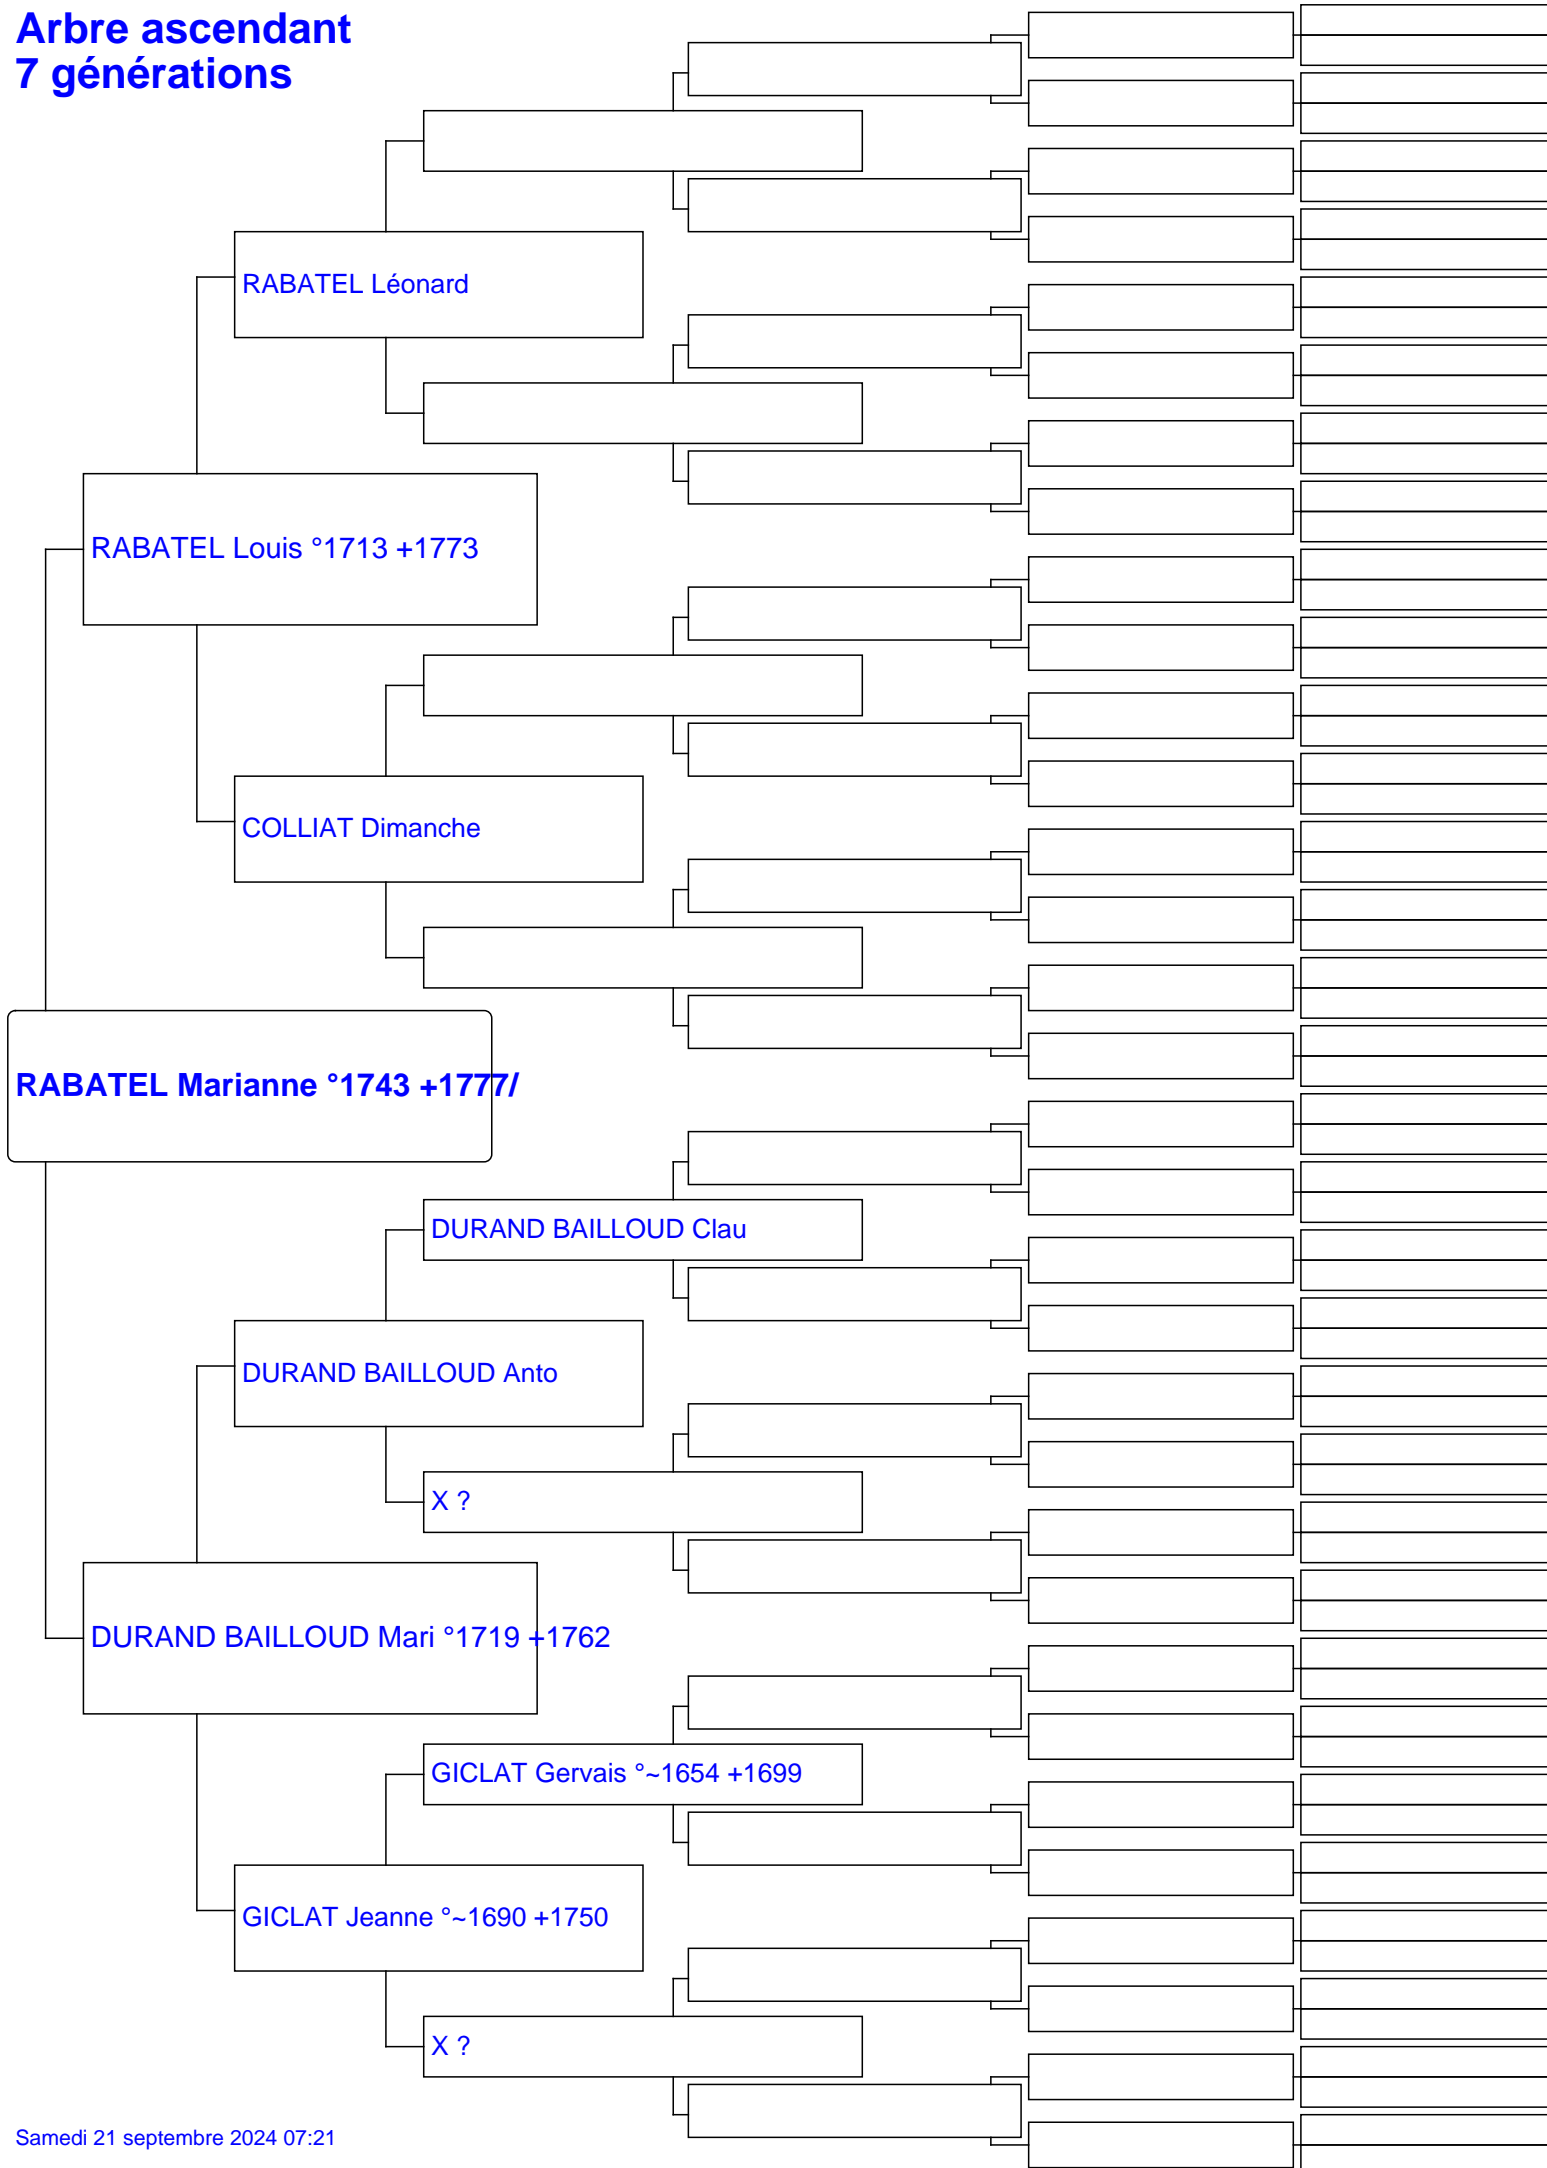 Arbre ascendant
7 générations
RABATEL Léonard
RABATEL Louis °1713 +1773
COLLIAT Dimanche
RABATEL Marianne °1743 +1777/
DURAND BAILLOUD Clau
DURAND BAILLOUD Anto
X ?
DURAND BAILLOUD Mari °1719 +1762
GICLAT Gervais °~1654 +1699
GICLAT Jeanne °~1690 +1750
X ?
Samedi 21 septembre 2024 07:21